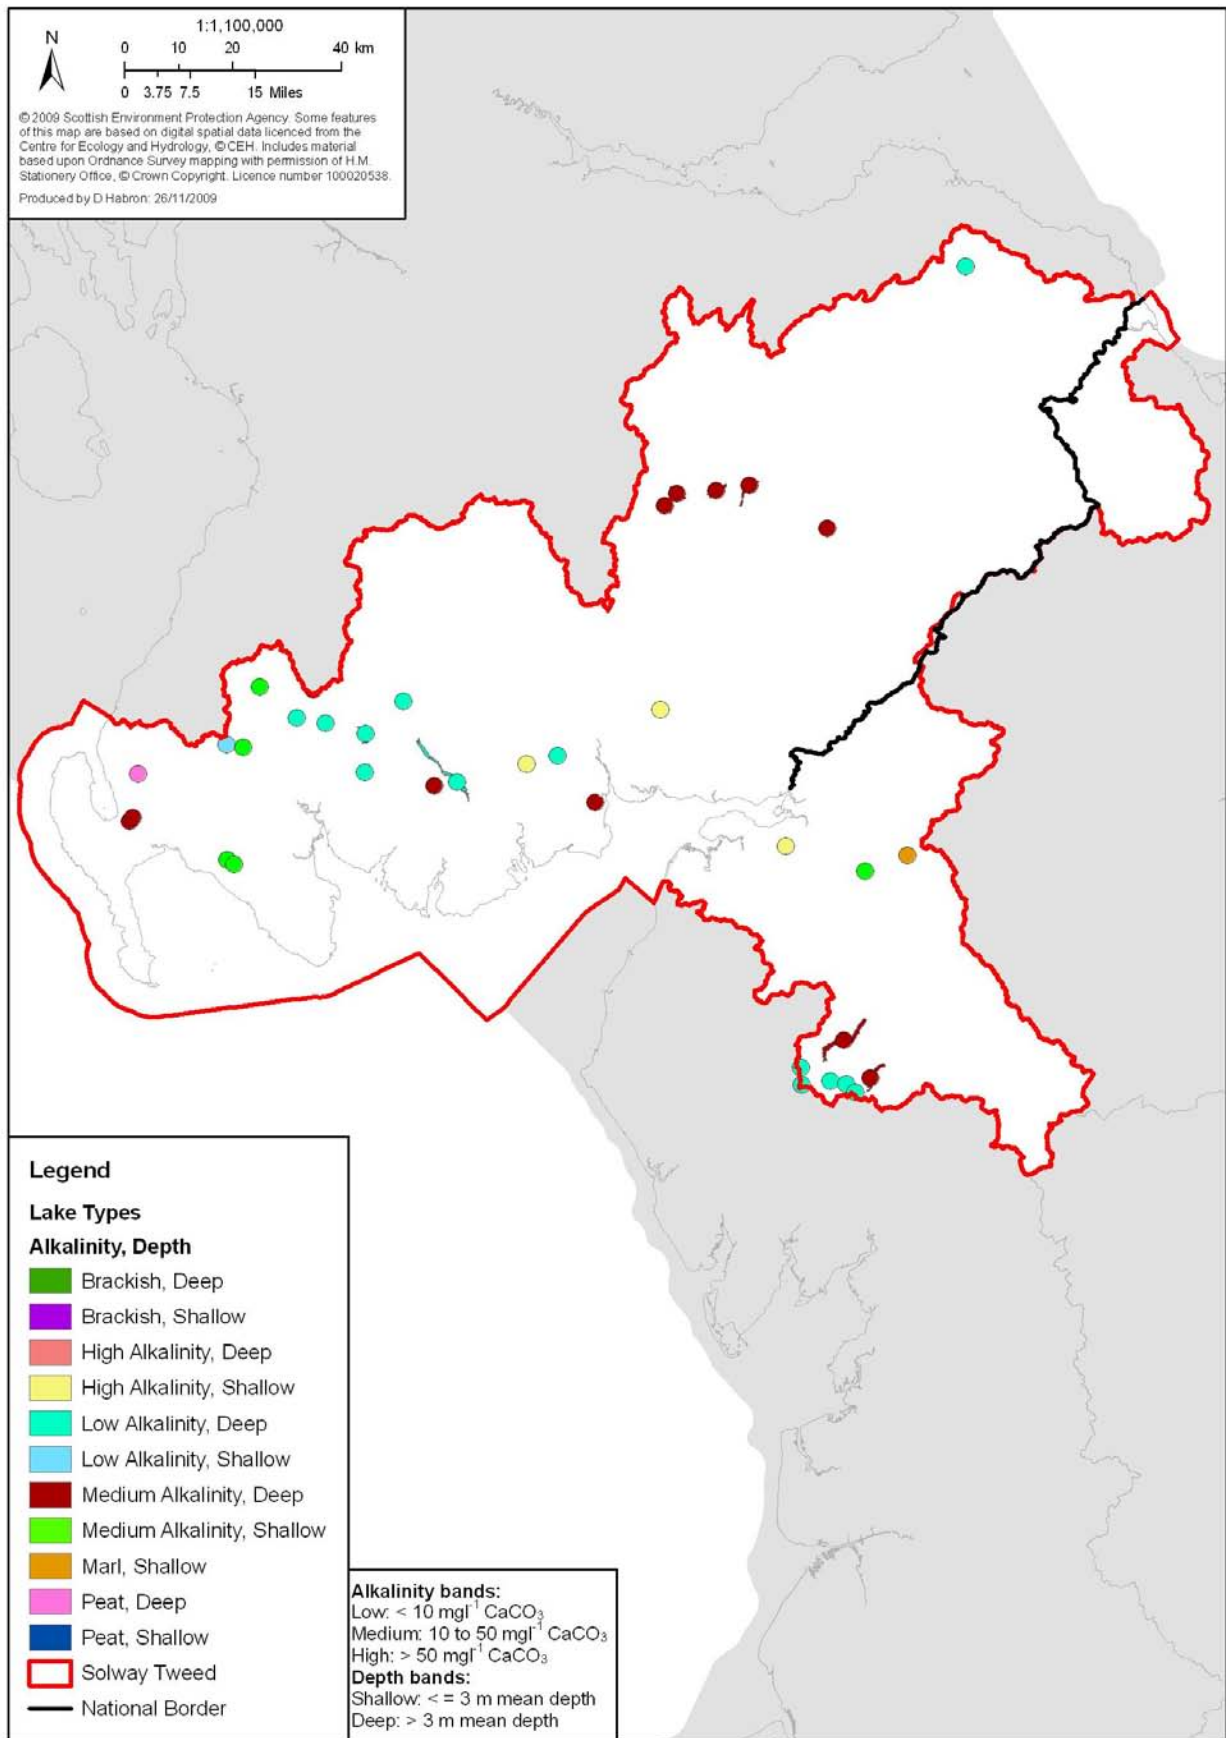 1:1,100,000
N
0 10 20 40 km
0 3.75 7.5 15 Miles
© 2009 Scottish Environment Protection Agency. Some features
of this map are based on digital spatial data licenced from the
Centre for Ecology and Hydrology, © CEH. Includes material
based upon Ordnance Survey mapping with permission of H.M.
Stationery Office, © Crown Copyright. Licence number 100020538.
Produced by D Habron: 26/11/2009
Legend
Lake Types
Alkalinity, Depth
Brackish, Deep
Brackish, Shallow
High Alkalinity, Deep
High Alkalinity, Shallow
Low Alkalinity, Deep
Low Alkalinity, Shallow
Medium Alkalinity, Deep
Medium Alkalinity, Shallow
Marl, Shallow
Peat, Deep
Peat, Shallow
Solway Tweed
National Border
Alkalinity bands:
Low: < 10 mgl⁻¹ CaCO₃
Medium: 10 to 50 mgl⁻¹ CaCO₃
High: > 50 mgl⁻¹ CaCO₃
Depth bands:
Shallow: < = 3 m mean depth
Deep: > 3 m mean depth